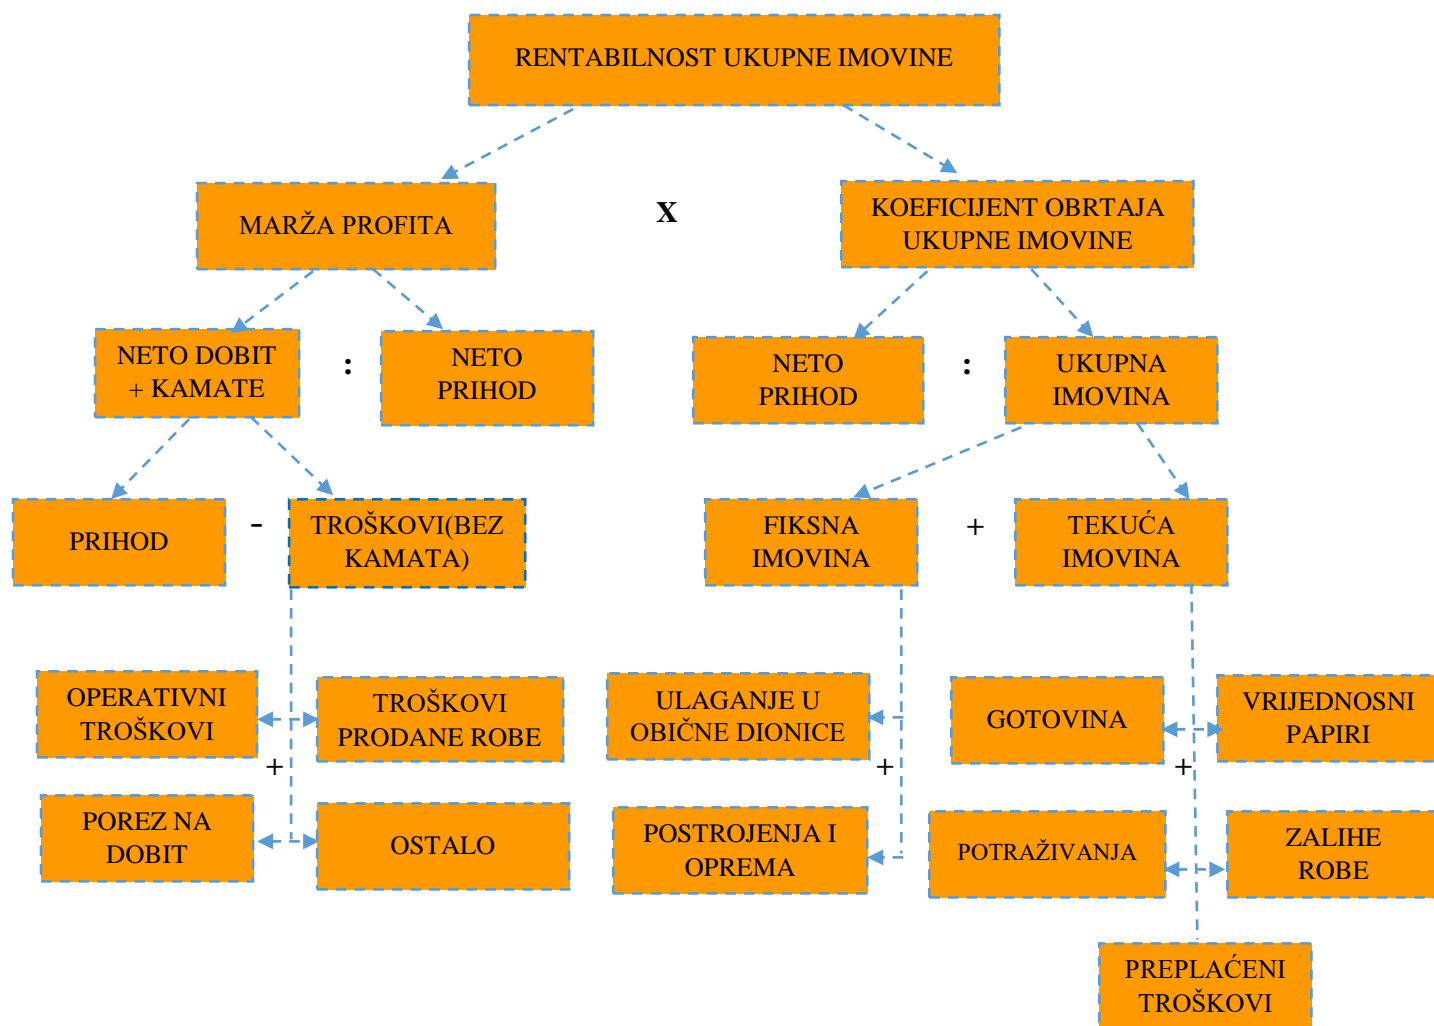 RENTABILNOST UKUPNE IMOVINE
MARŽA PROFITA
X
KOEFICIJENT OBRTAJA
UKUPNE IMOVINE
NETO DOBIT
+ KAMATE
:
NETO
PRIHOD
NETO
PRIHOD
:
UKUPNA
IMOVINA
PRIHOD
-
TROŠKOVI(BEZ
KAMATA)
FIKSNA
IMOVINA
+
TEKUĆA
IMOVINA
OPERATIVNI
TROŠKOVI
TROŠKOVI
PRODANE ROBE
ULAGANJE U
OBIČNE DIONICE
GOTOVINA
VRIJEDNOSNI
PAPIRI
+
+
+
POREZ NA
DOBIT
OSTALO
POSTROJENJA I
OPREMA
POTRAŽIVANJA
ZALIHE
ROBE
PREPLAĆENI
TROŠKOVI